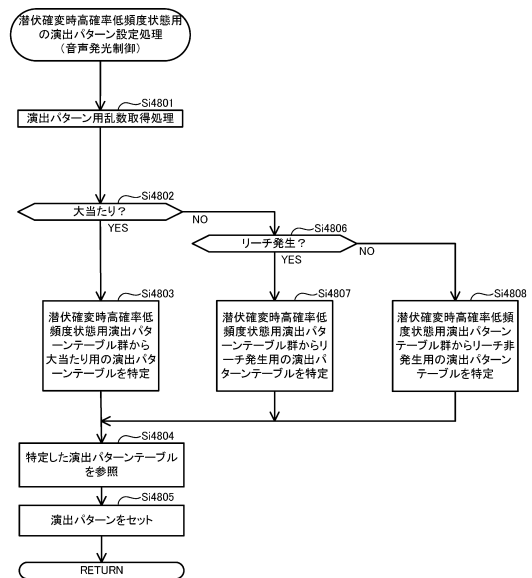 潜伏確変時高確率低頻度状態用
の演出パターン設定処理
（音声発光制御）
Si4801
演出パターン用乱数取得処理
Si4802
大当たり？
NO
YES
Si4806
リーチ発生？
NO
YES
Si4803
潜伏確変時高確率低
頻度状態用演出パタ
ーンテーブル群から
大当たり用の演出パ
ターンテーブルを特定
Si4807
潜伏確変時高確率低
頻度状態用演出パタ
ーンテーブル群からリ
ーチ発生用の演出パ
ターンテーブルを特定
Si4808
潜伏確変時高確率低頻
度状態用演出パターン
テーブル群からリーチ非
発生用の演出パターン
テーブルを特定
Si4804
特定した演出パターンテーブル
を参照
Si4805
演出パターンをセット
RETURN